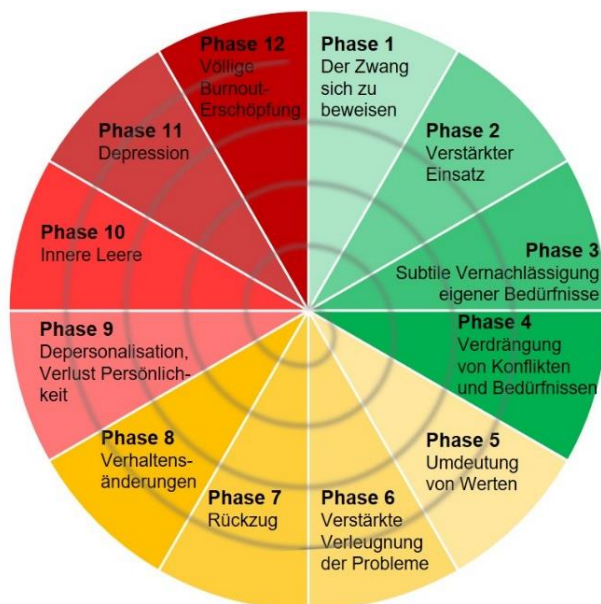 Phase 1
Der Zwang
sich zu
beweisen
Phase 2
Verstärkter
Einsatz
Phase 3
Subtile Vernachlässigung
eigener Bedürfnisse
Phase 4
Verdrängung
von Konflikten
und Bedürfnissen
Phase 5
Umdeutung
von Werten
Phase 6
Verstärkte
Verleugnung
der Probleme
Phase 7
Rückzug
Phase 8
Verhaltens-
änderungen
Phase 9
Depersonalisation,
Verlust Persönlich-
keit
Phase 10
Innere Leere
Phase 11
Depression
Phase 12
Völlige
Burnout-
Erschöpfung